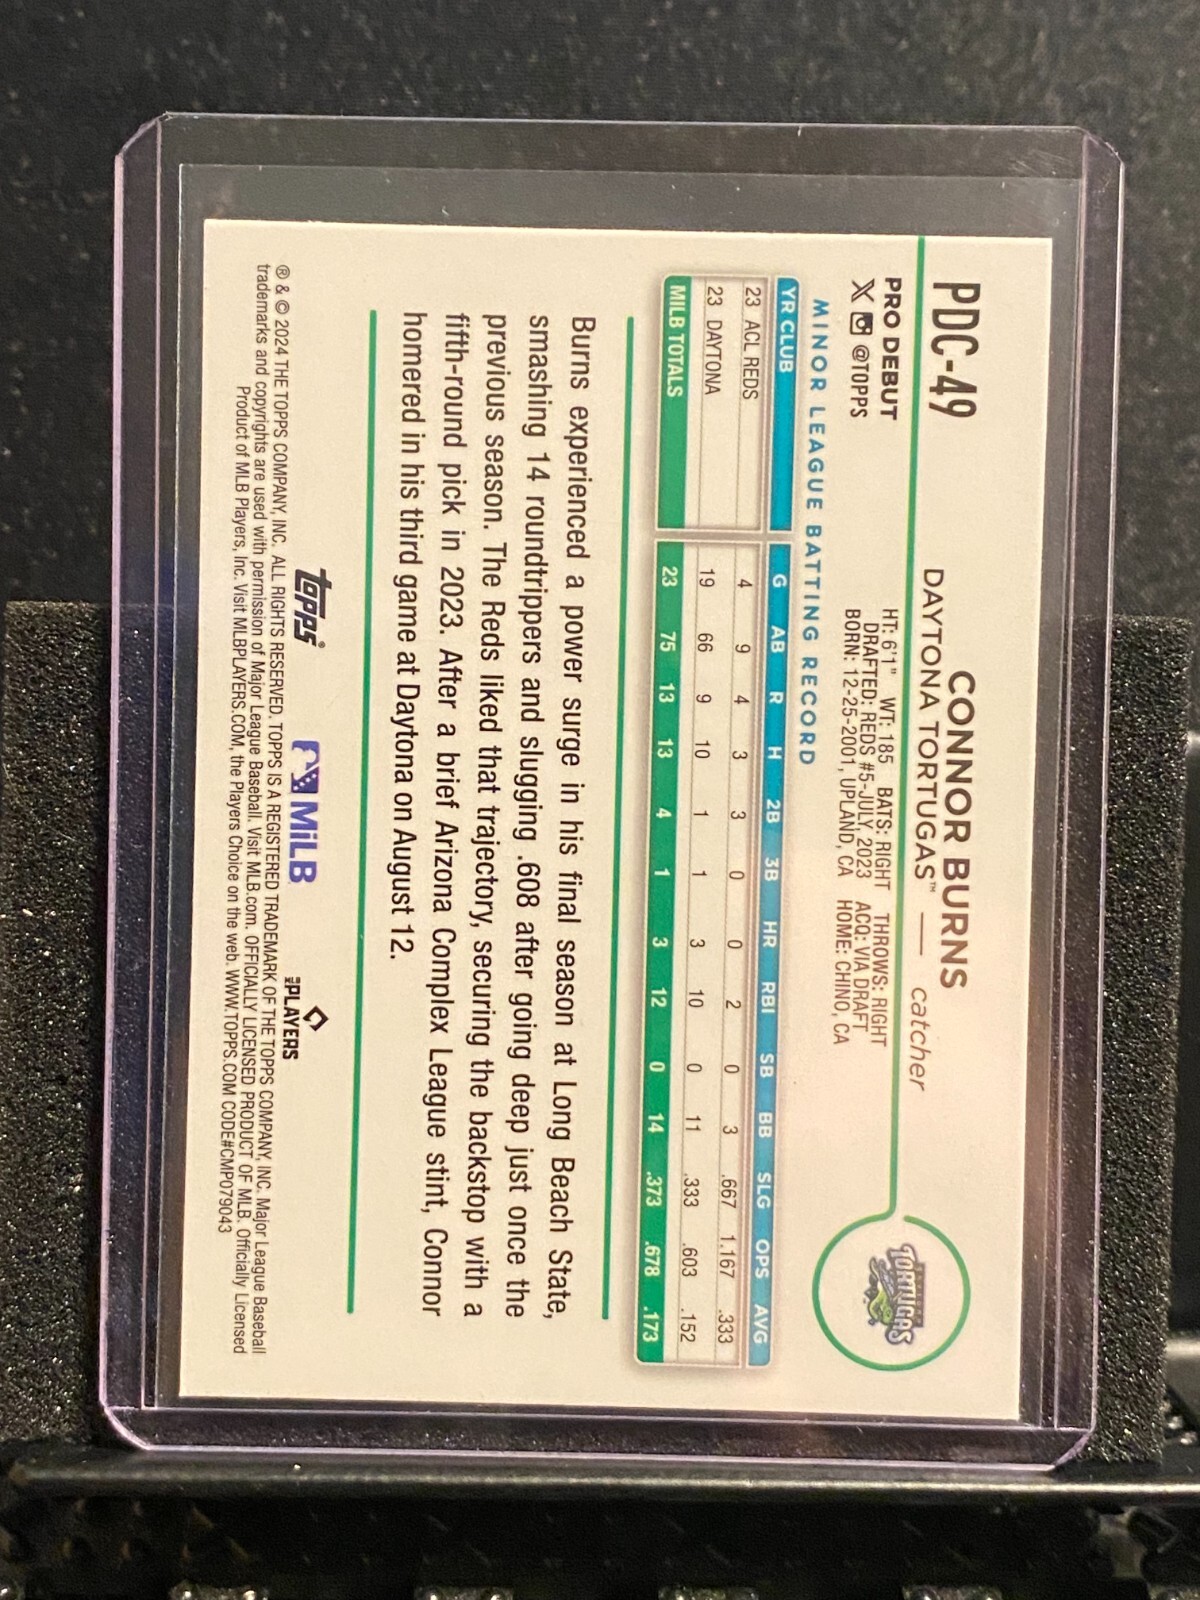 PDC-49
CONNOR BURNS
DAYTONA TORTUGAS™ — catcher
PRO DEBUT
X @TOPPS
HT: 6'1" WT: 185 BATS: RIGHT THROWS: RIGHT
DRAFTED: REDS #5-JULY, 2023 ACQ: VIA DRAFT
BORN: 12-25-2001, UPLAND, CA HOME: CHINO, CA
TORTUGAS
MINOR LEAGUE BATTING RECORD
YR CLUB G AB R H 2B 3B HR RBI SB BB SLG OPS AVG
23 ACL REDS 4 9 4 3 3 0 0 2 0 3 .667 1.167 .333
23 DAYTONA 19 66 9 10 1 1 3 10 0 11 .333 .603 .152
MILB TOTALS 23 75 13 13 4 1 3 12 0 14 .373 .678 .173
Burns experienced a power surge in his final season at Long Beach State,
smashing 14 roundtrippers and slugging .608 after going deep just once the
previous season. The Reds liked that trajectory, securing the backstop with a
fifth-round pick in 2023. After a brief Arizona Complex League stint, Connor
homered in his third game at Daytona on August 12.
topps®
MiLB
PLAYERS
® & © 2024 THE TOPPS COMPANY, INC. ALL RIGHTS RESERVED. TOPPS IS A REGISTERED TRADEMARK OF THE TOPPS COMPANY, INC. Major League Baseball
trademarks and copyrights are used with permission of Major League Baseball. Visit MLB.com. OFFICIALLY LICENSED PRODUCT OF MLB. Officially Licensed
Product of MLB Players, Inc. Visit MLBPLAYERS.COM, the Players Choice on the web. WWW.TOPPS.COM CODE#CMP079043